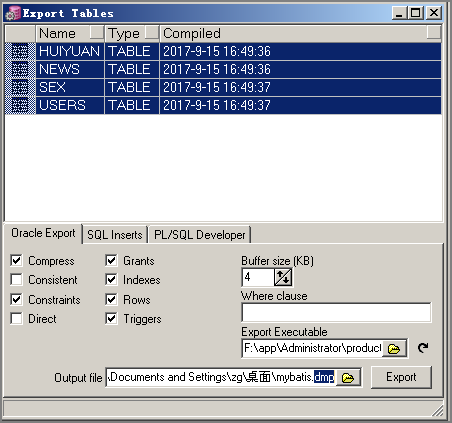 Export Tables
Name Type Compiled
HUIYUAN TABLE 2017-9-15 16:49:36
NEWS TABLE 2017-9-15 16:49:36
SEX TABLE 2017-9-15 16:49:37
USERS TABLE 2017-9-15 16:49:37
Oracle Export SQL Inserts PL/SQL Developer
Compress Grants Buffer size (KB)
Consistent Indexes 4
Constraints Rows Where clause
Direct Triggers
Export Executable
F:\app\Administrator\product
Output file \Documents and Settings\zg\桌面\mybatis.dmp Export